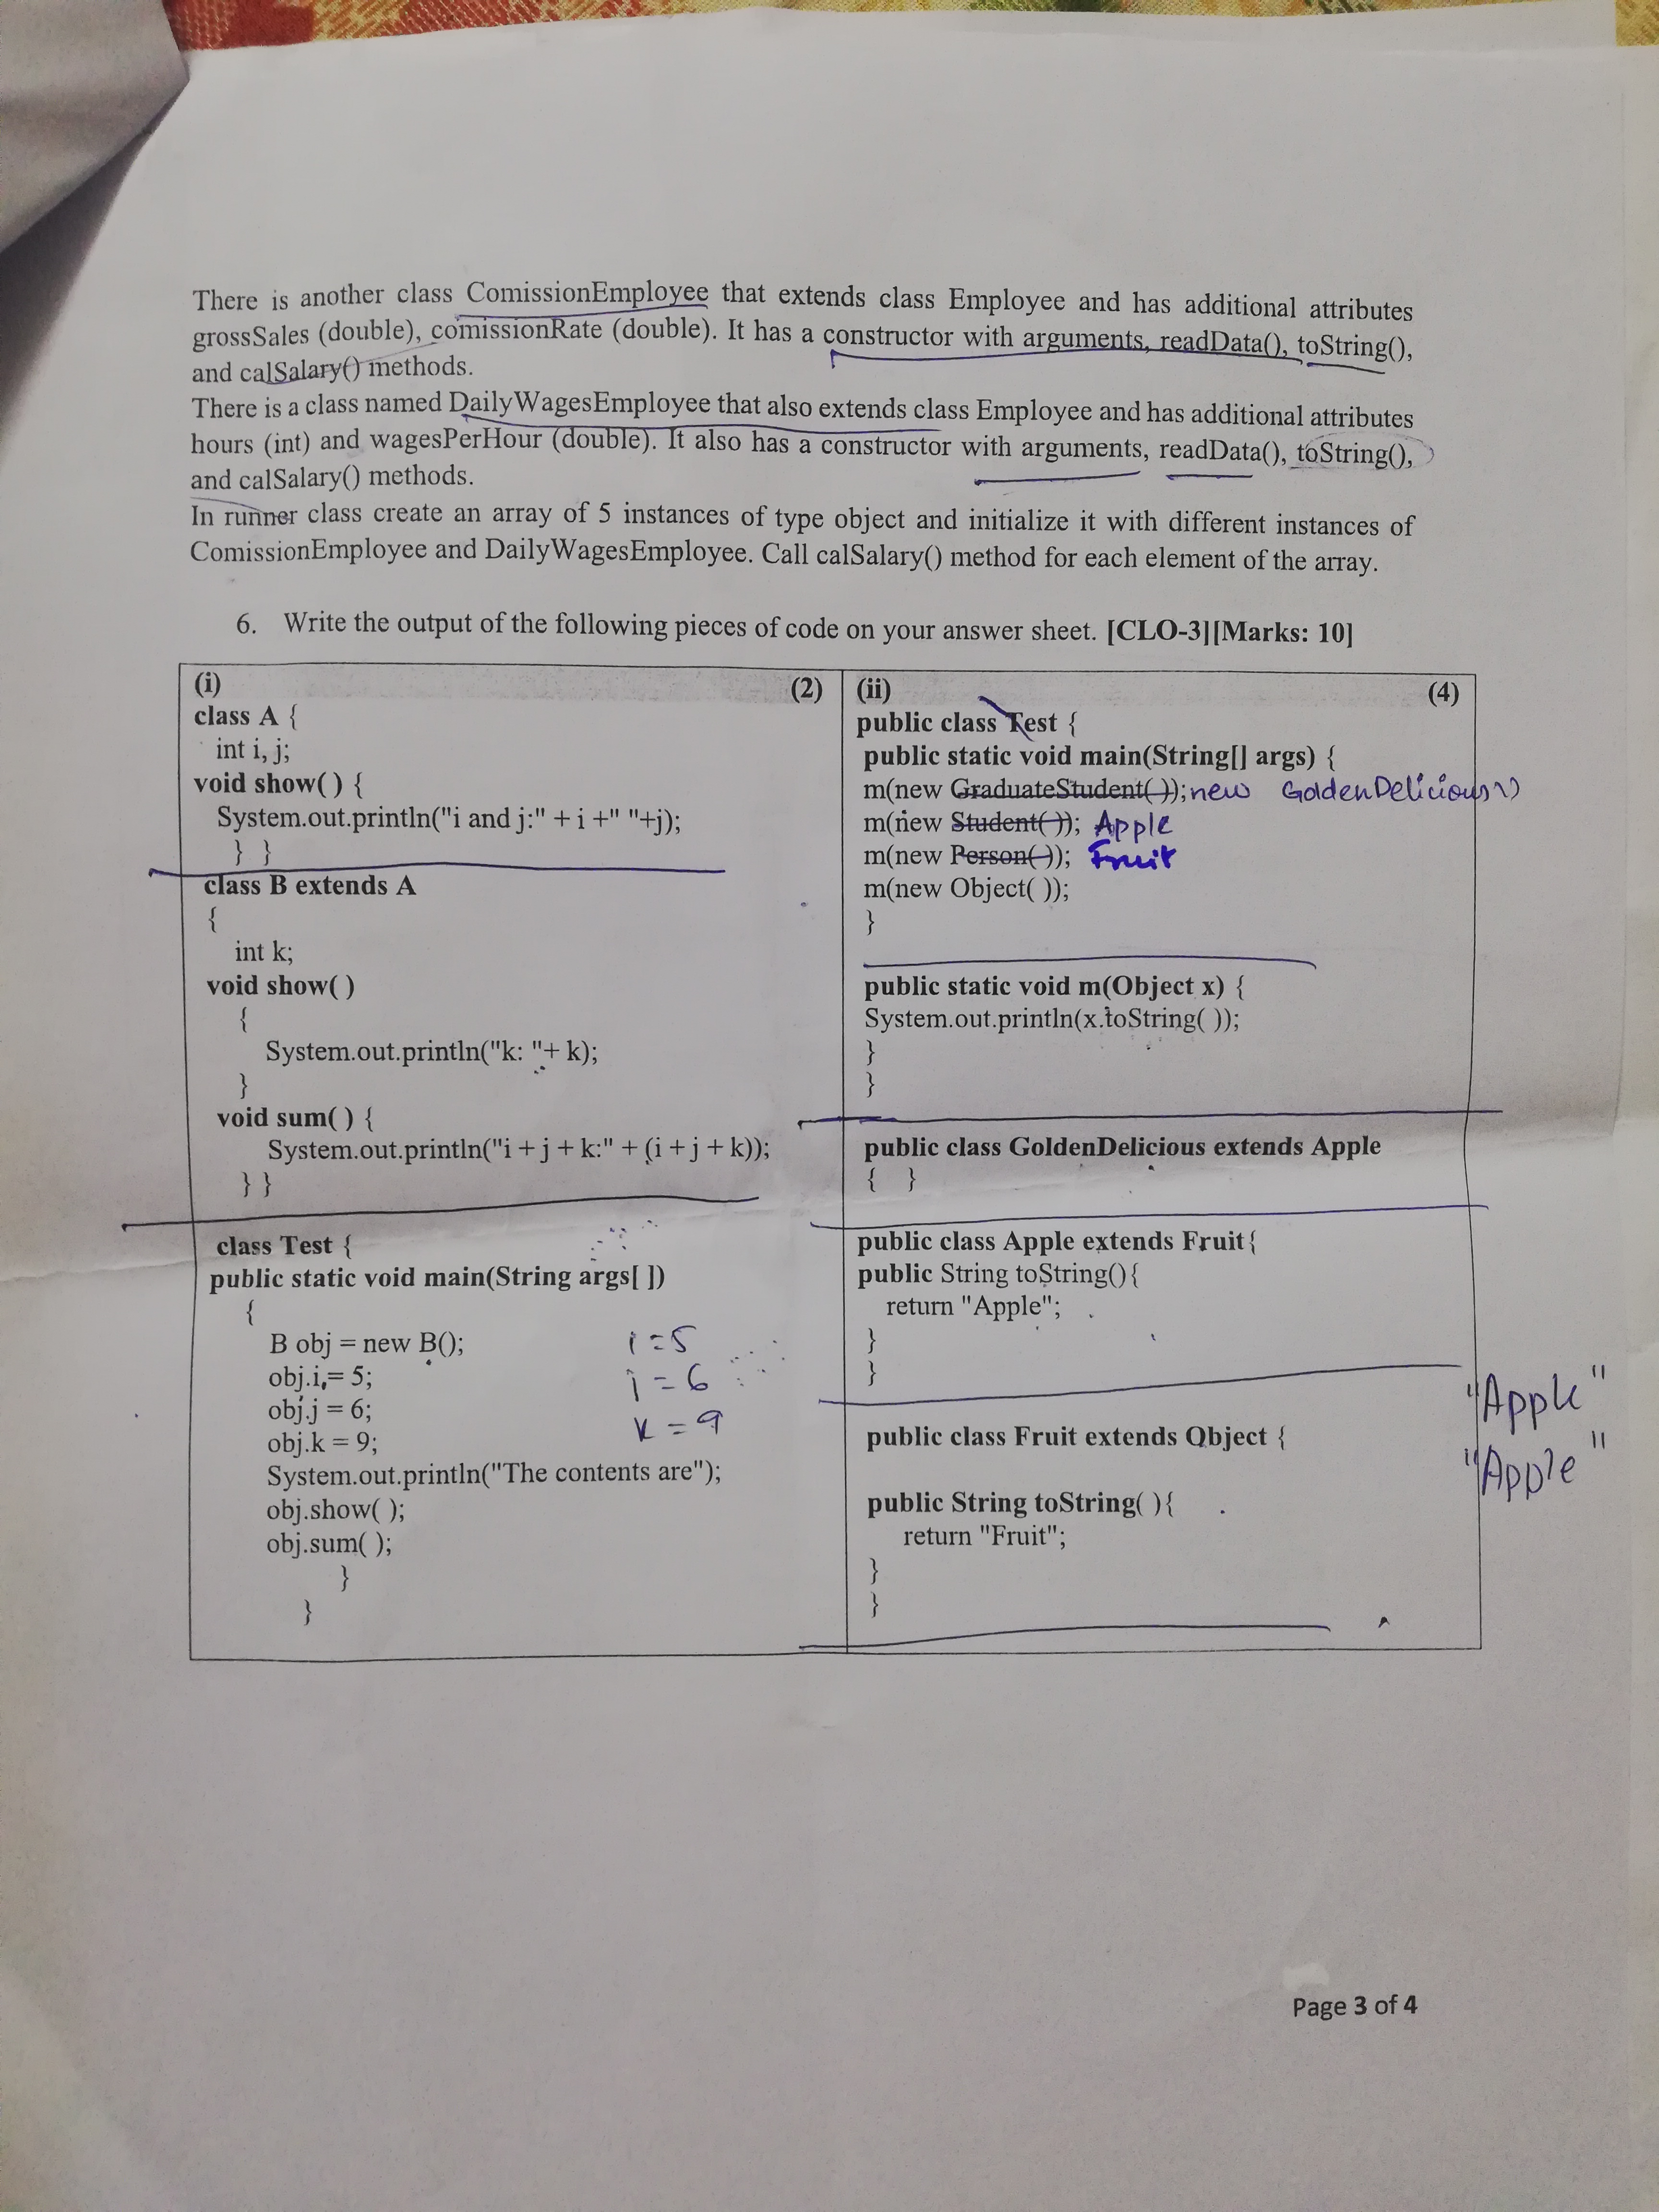 There is another class ComissionEmployee that extends class Employee and has additional attributes
grossSales (double), comissionRate (double). It has a constructor with arguments, readData(), toString(),
and calSalary() methods.
There is a class named DailyWagesEmployee that also extends class Employee and has additional attributes
hours (int) and wagesPerHour (double). It also has a constructor with arguments, readData(), toString(),
and calSalary() methods.
In runner class create an array of 5 instances of type object and initialize it with different instances of
ComissionEmployee and DailyWagesEmployee. Call calSalary() method for each element of the array.
6. Write the output of the following pieces of code on your answer sheet. [CLO-3][Marks: 10]
(i) (2)
class A {
int i, j;
void show( ) {
System.out.println("i and j:" + i +" "+j);
} }
class B extends A
{
int k;
void show( )
{
System.out.println("k: "+ k);
}
void sum( ) {
System.out.println("i + j + k:" + (i + j + k));
} }
class Test {
public static void main(String args[ ])
{
B obj = new B();
obj.i = 5;
obj.j = 6;
obj.k = 9;
System.out.println("The contents are");
obj.show( );
obj.sum( );
}
}
i = 5
j = 6
k = 9
(ii) (4)
public class Test {
public static void main(String[] args) {
m(new GraduateStudent( )); new GoldenDelicious()
m(new Student( )); Apple
m(new Person( )); Fruit
m(new Object( ));
}
public static void m(Object x) {
System.out.println(x.toString( ));
}
}
public class GoldenDelicious extends Apple
{ }
public class Apple extends Fruit{
public String toString(){
return "Apple";
}
}
public class Fruit extends Object {
public String toString( ){
return "Fruit";
}
}
"Apple"
"Apple"
Page 3 of 4